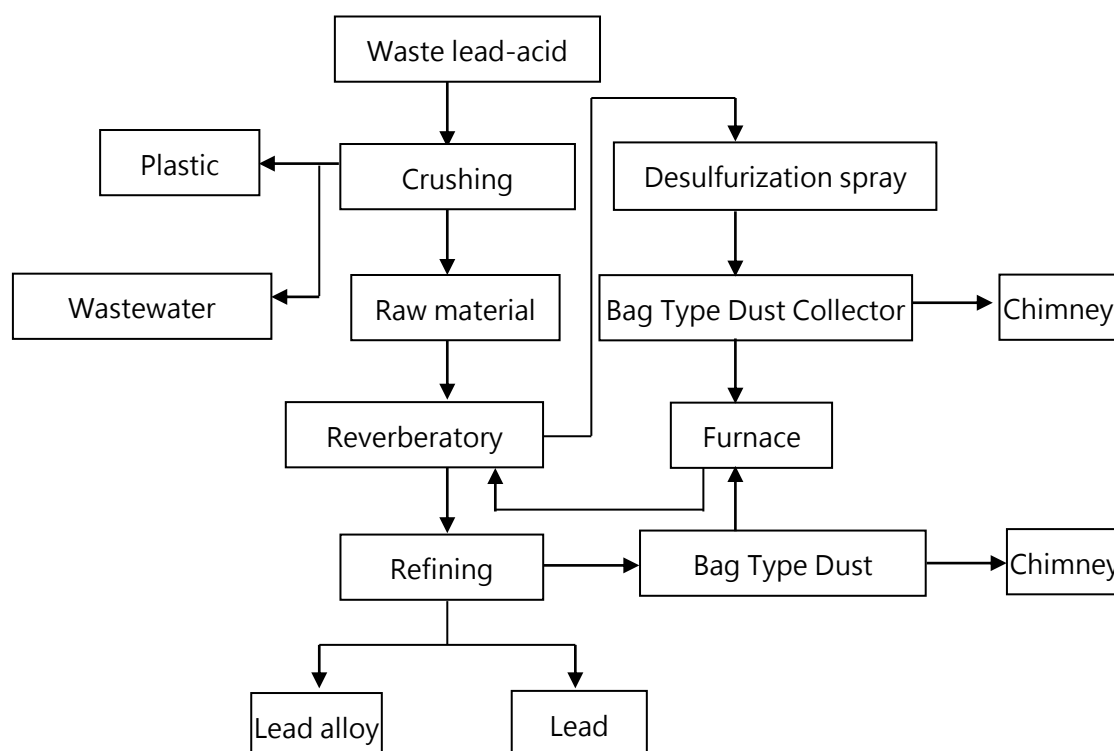 Waste lead-acid
Plastic
Crushing
Desulfurization spray
Wastewater
Raw material
Bag Type Dust Collector
Chimney
Reverberatory
Furnace
Refining
Bag Type Dust
Chimney
Lead alloy
Lead